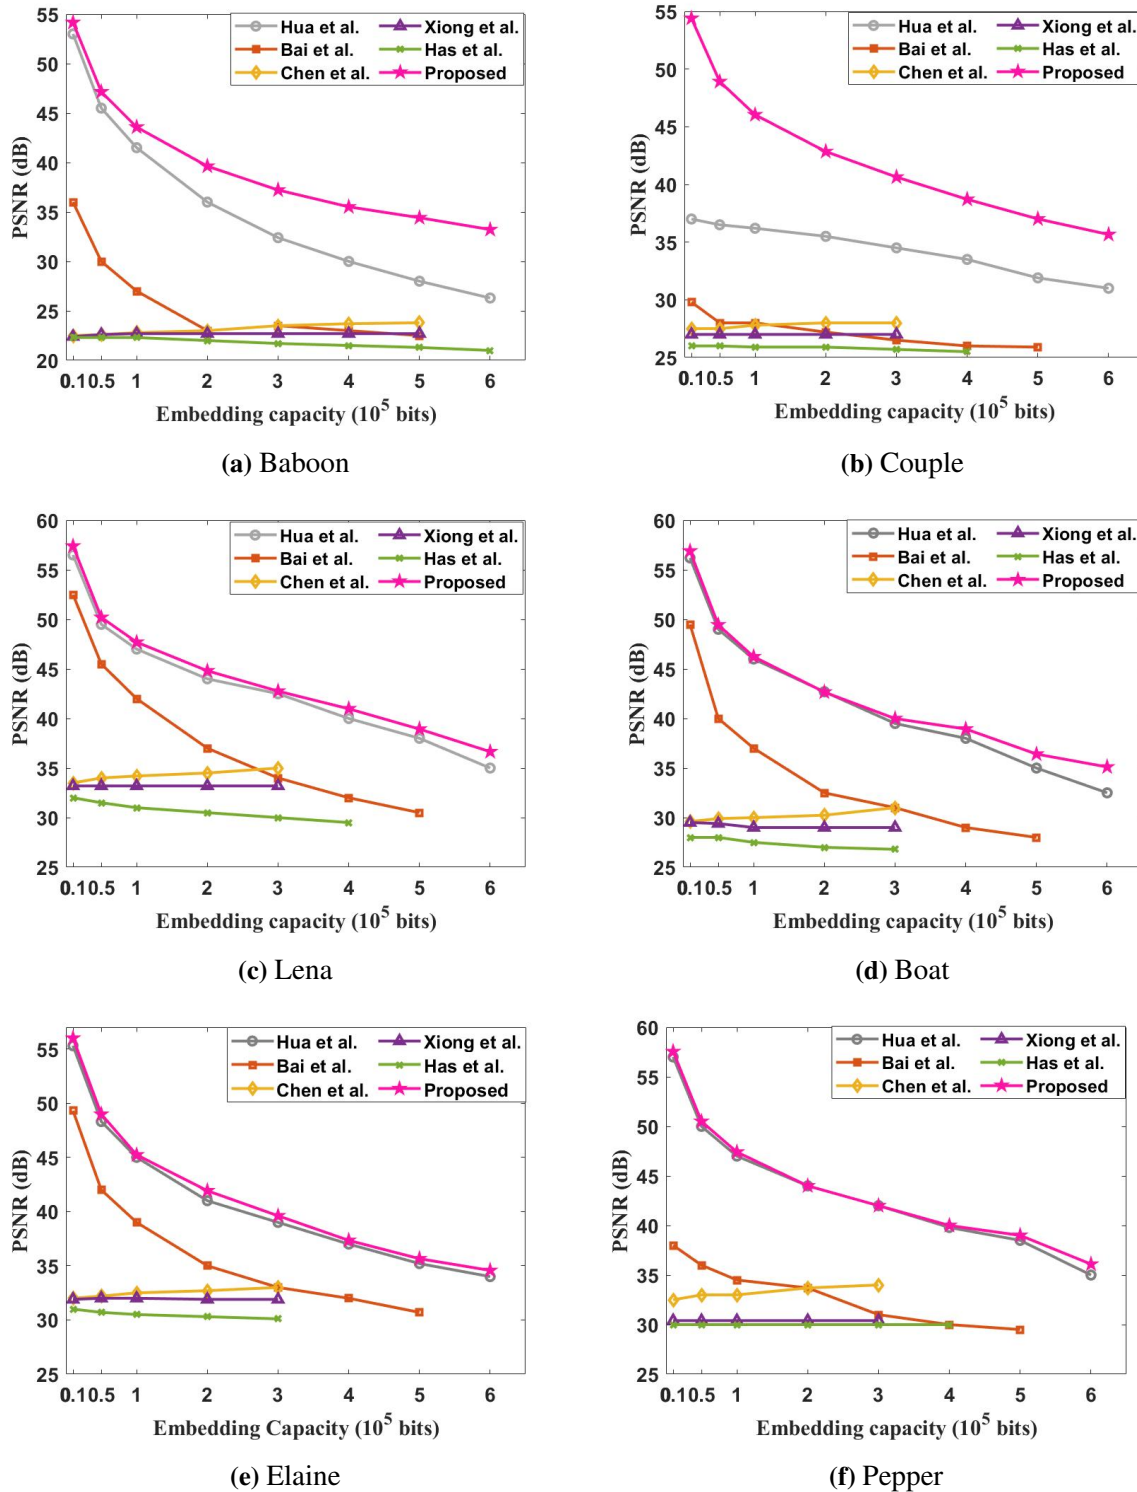 55
50
45
40
35
30
25
20
PSNR (dB)
Hua et al.
Bai et al.
Chen et al.
Xiong et al.
Has et al.
Proposed
0.1 0.5 1 2 3 4 5 6
Embedding capacity (10^5 bits)
(a) Baboon
55
50
45
40
35
30
25
PSNR (dB)
Hua et al.
Bai et al.
Chen et al.
Xiong et al.
Has et al.
Proposed
0.1 0.5 1 2 3 4 5 6
Embedding capacity (10^5 bits)
(b) Couple
60
55
50
45
40
35
30
25
PSNR (dB)
Hua et al.
Bai et al.
Chen et al.
Xiong et al.
Has et al.
Proposed
0.1 0.5 1 2 3 4 5 6
Embedding capacity (10^5 bits)
(c) Lena
60
55
50
45
40
35
30
25
PSNR (dB)
Hua et al.
Bai et al.
Chen et al.
Xiong et al.
Has et al.
Proposed
0.1 0.5 1 2 3 4 5 6
Embedding capacity (10^5 bits)
(d) Boat
55
50
45
40
35
30
25
PSNR (dB)
Hua et al.
Bai et al.
Chen et al.
Xiong et al.
Has et al.
Proposed
0.1 0.5 1 2 3 4 5 6
Embedding Capacity (10^5 bits)
(e) Elaine
60
55
50
45
40
35
30
25
PSNR (dB)
Hua et al.
Bai et al.
Chen et al.
Xiong et al.
Has et al.
Proposed
0.1 0.5 1 2 3 4 5 6
Embedding capacity (10^5 bits)
(f) Pepper